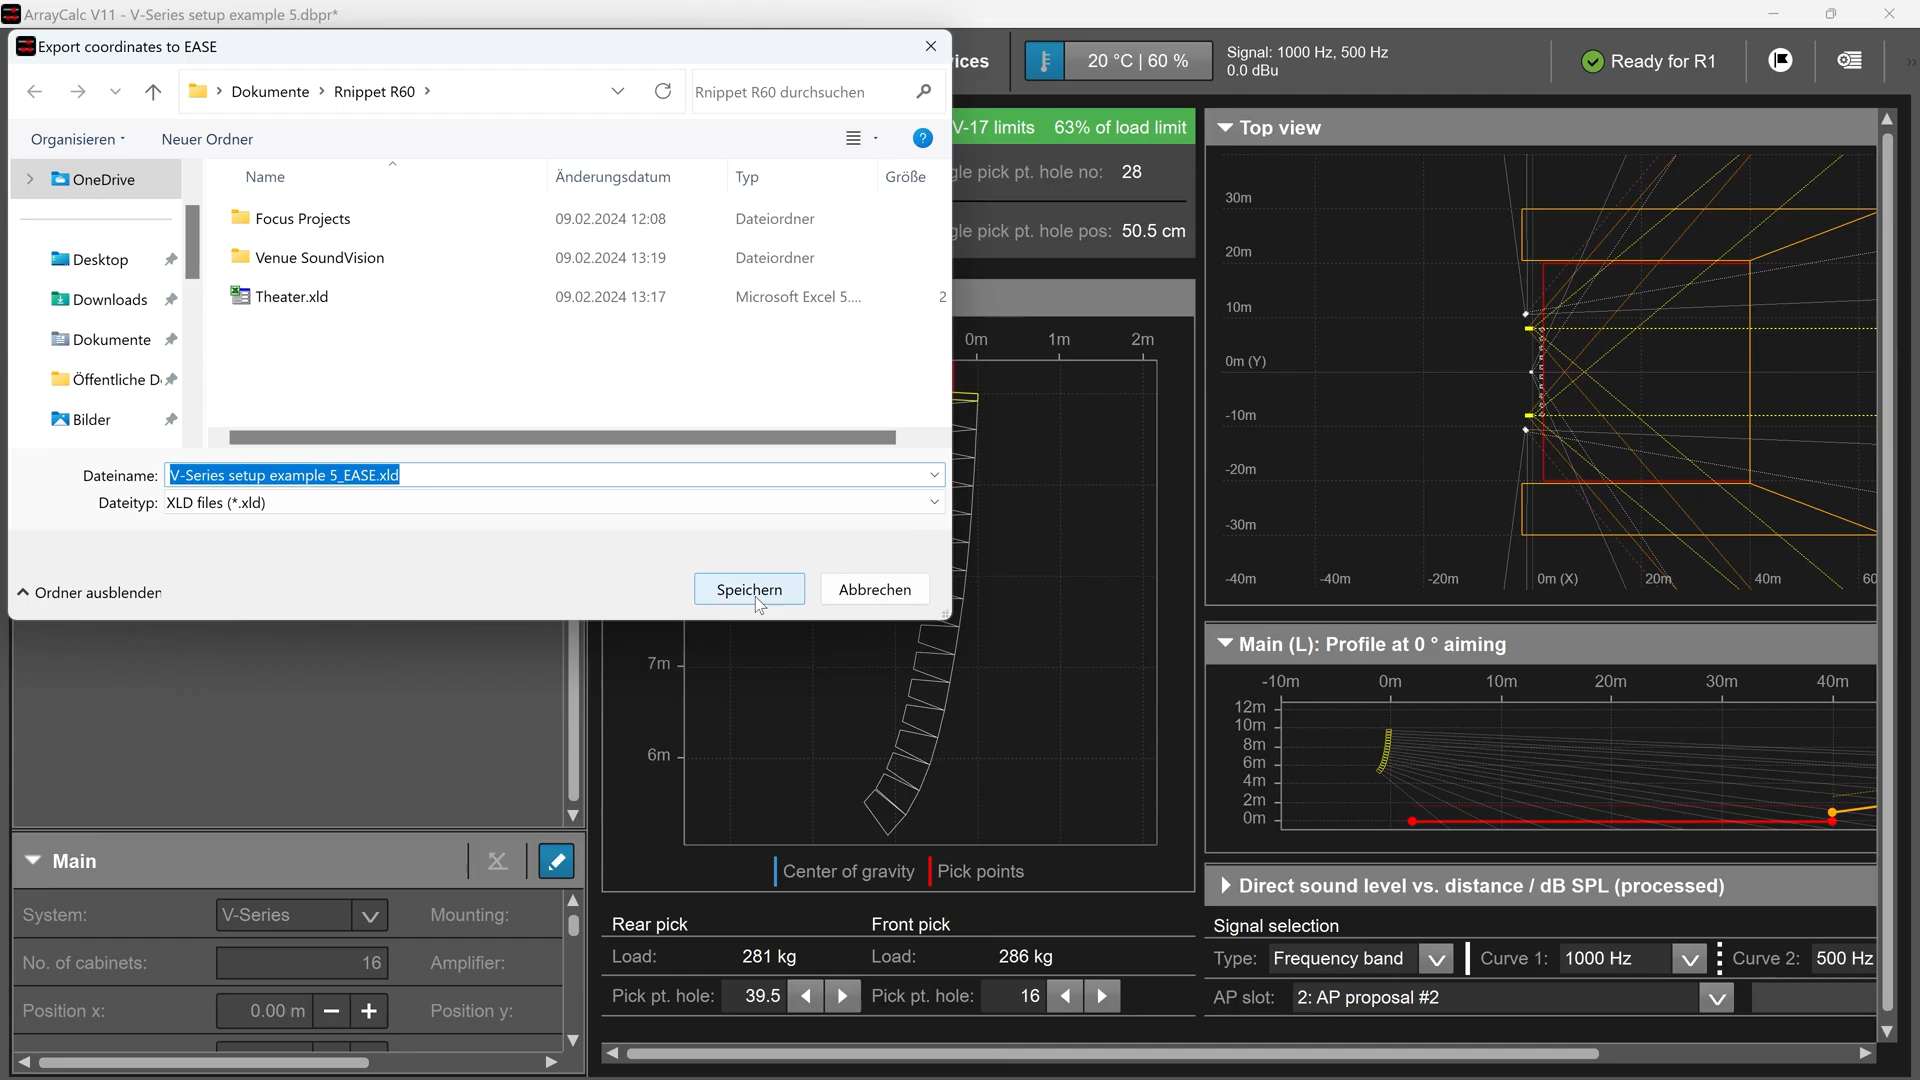 ArrayCalc V11 - V-Series setup example 5.dbpr*
Export coordinates to EASE
20 °C | 60 %
Signal: 1000 Hz, 500 Hz
0.0 dBu
Ready for R1
Dokumente › Rnippet R60 ›
Rnippet R60 durchsuchen
Organisieren
Neuer Ordner
V-17 limits 63% of load limit
Top view
OneDrive
Name Änderungsdatum Typ Größe
pick pt. hole no: 28
Focus Projects 09.02.2024 12:08 Dateiordner
pick pt. hole pos: 50.5 cm
Venue SoundVision 09.02.2024 13:19 Dateiordner
Theater.xld 09.02.2024 13:17 Microsoft Excel 5.... 2
Desktop
Downloads
Dokumente
Öffentliche
Bilder
0m 1m 2m
30m
20m
10m
0m (Y)
-10m
-20m
-30m
-40m -40m -20m 0m (X) 20m 40m 60
Dateiname: V-Series setup example 5_EASE.xld
Dateityp: XLD files (*.xld)
Ordner ausblenden
Speichern
Abbrechen
Main (L): Profile at 0 ° aiming
-10m 0m 10m 20m 30m 40m
12m
10m
8m
6m
4m
2m
0m
7m
6m
Center of gravity
Pick points
Main
System: V-Series Mounting:
No. of cabinets: 16 Amplifier:
Position x: 0.00 m Position y:
Rear pick Front pick
Load: 281 kg Load: 286 kg
Pick pt. hole: 39.5 Pick pt. hole: 16
Direct sound level vs. distance / dB SPL (processed)
Signal selection
Type: Frequency band Curve 1: 1000 Hz Curve 2: 500 Hz
AP slot: 2: AP proposal #2